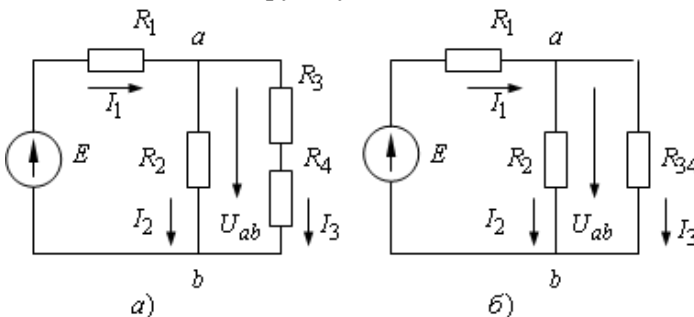 R1 a R3
I1
E R2 R4
I2 Uab I3
b
а)
R1 a
I1
E R2 R34
I2 Uab I3
b
б)